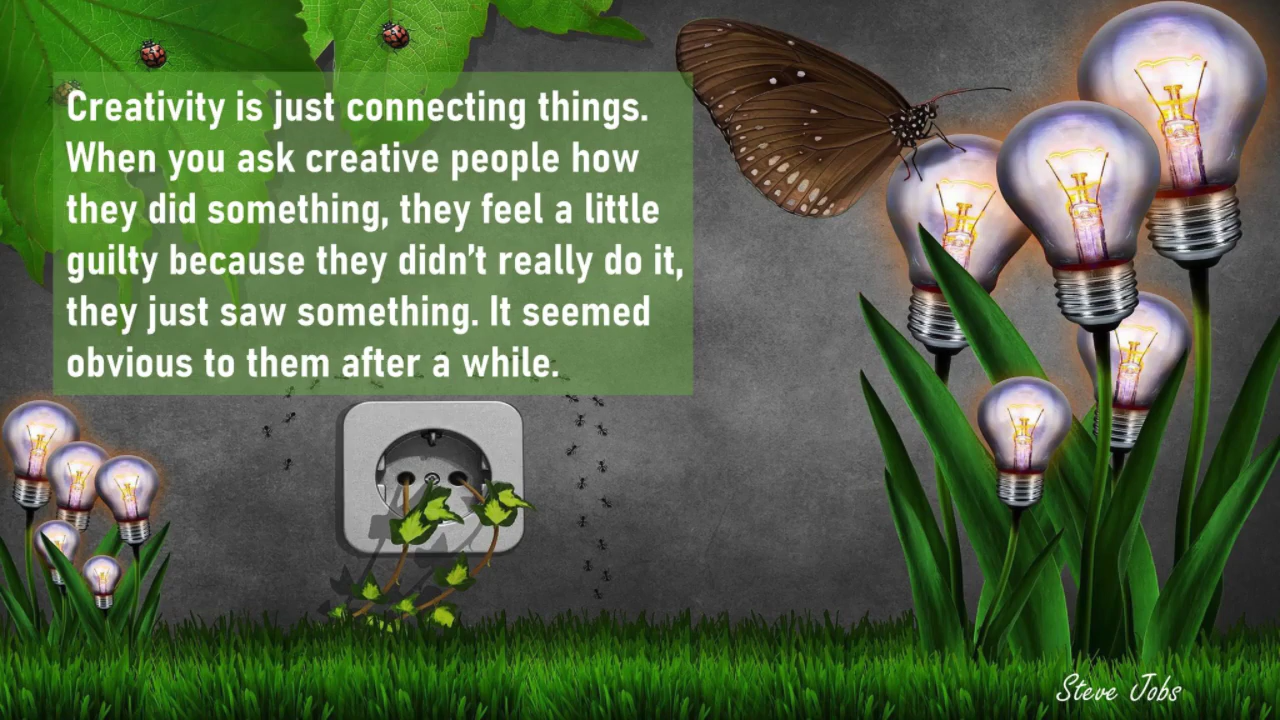 Creativity is just connecting things.
When you ask creative people how
they did something, they feel a little
guilty because they didn't really do it,
they just saw something. It seemed
obvious to them after a while.
Steve Jobs